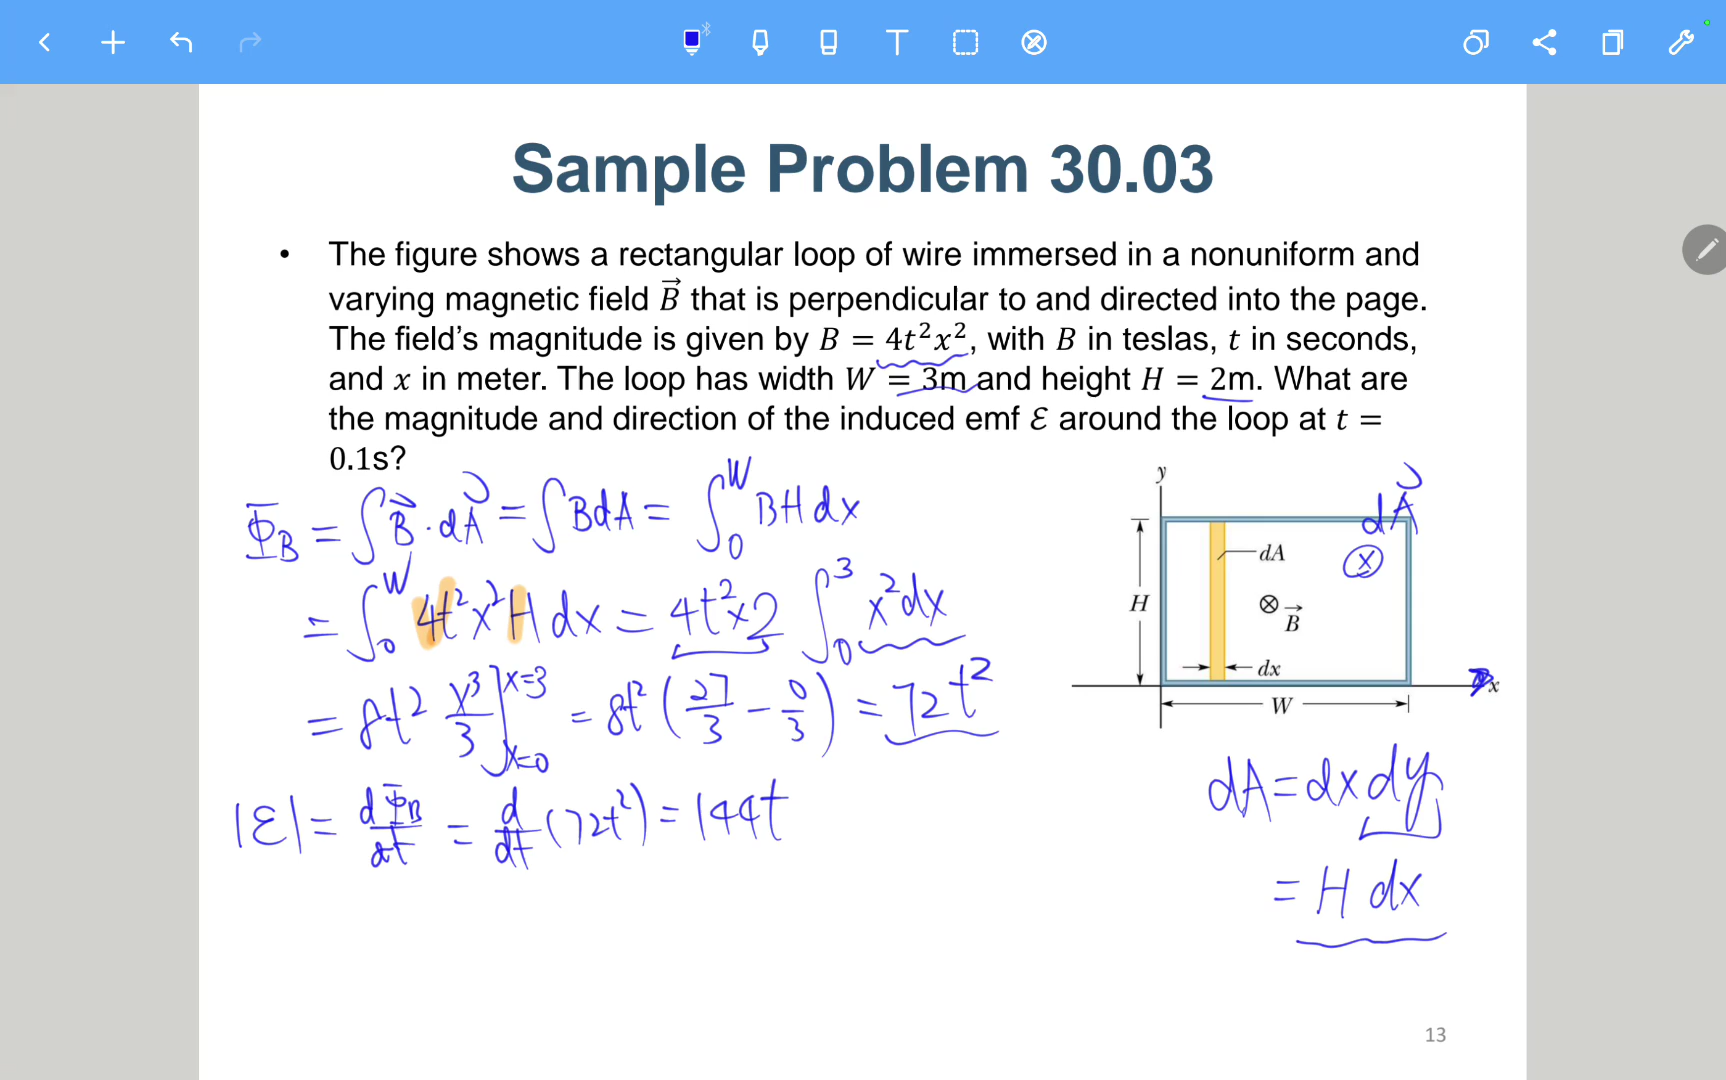 Sample Problem 30.03
• The figure shows a rectangular loop of wire immersed in a nonuniform and
varying magnetic field B⃗ that is perpendicular to and directed into the page.
The field’s magnitude is given by B = 4t²x², with B in teslas, t in seconds,
and x in meter. The loop has width W = 3m and height H = 2m. What are
the magnitude and direction of the induced emf ℰ around the loop at t =
0.1s?
Φ_B = ∫B⃗·dA⃗ = ∫BdA = ∫₀^W BH dx
= ∫₀^W 4t²x²H dx = 4t²×2 ∫₀³ x²dx
= 8t² x³/3]_{x=0}^{x=3} = 8t² (27/3 − 0/3) = 72t²
|ℰ| = dΦ_B/dt = d/dt (72t²) = 144t
y
dA⃗
dA
H
B⃗
dx
x
W
dA = dx dy
= H dx
13